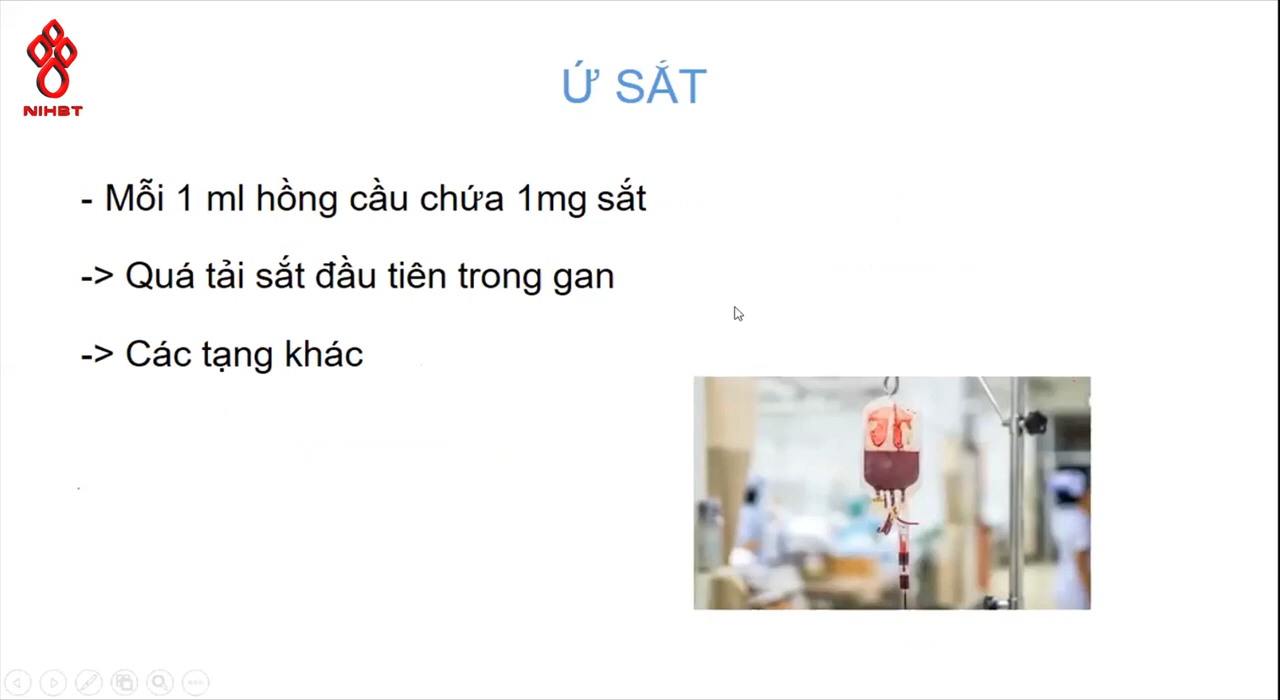 NIHBT
Ứ SẮT
- Mỗi 1 ml hồng cầu chứa 1mg sắt
-> Quá tải sắt đầu tiên trong gan
-> Các tạng khác